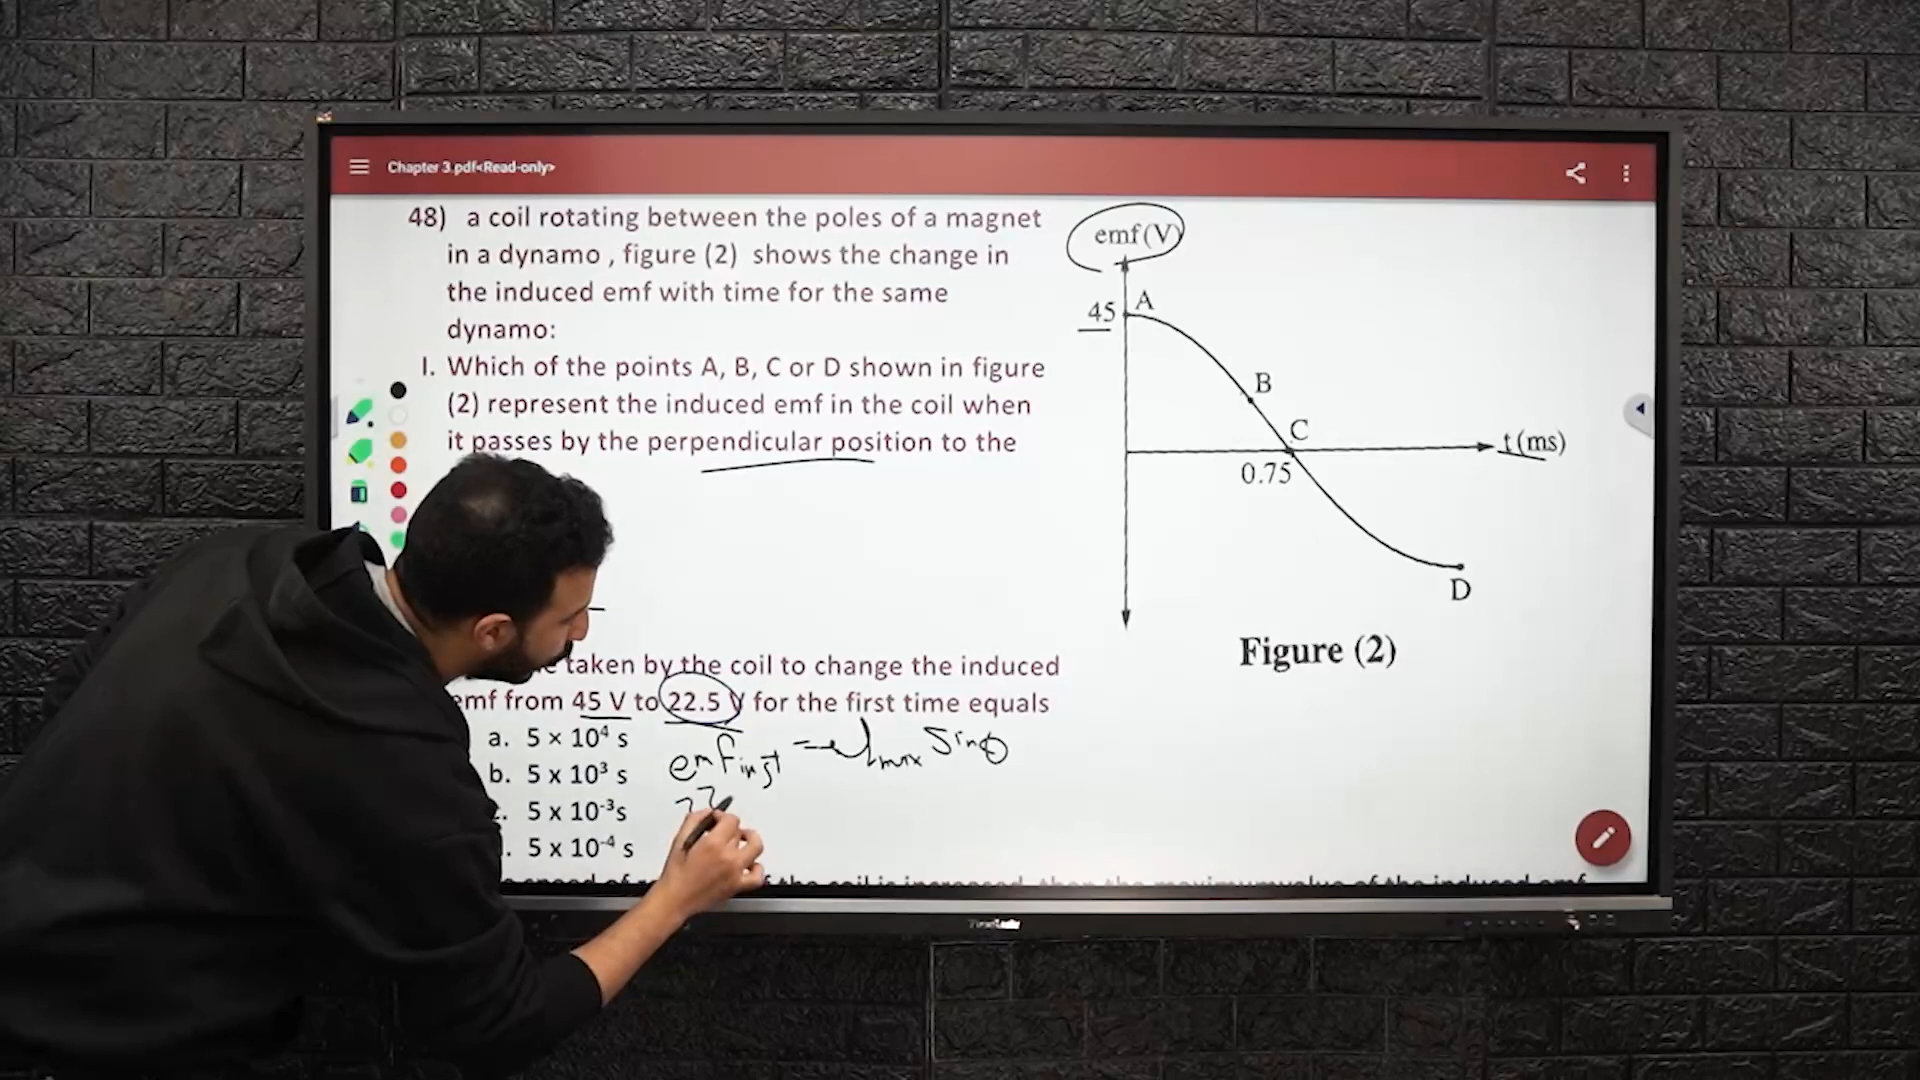 Chapter 3.pdf<Read-only>
48) a coil rotating between the poles of a magnet
in a dynamo , figure (2) shows the change in
the induced emf with time for the same
dynamo:
I. Which of the points A, B, C or D shown in figure
(2) represent the induced emf in the coil when
it passes by the perpendicular position to the
taken by the coil to change the induced
emf from 45 V to 22.5 V for the first time equals
a. 5 × 10⁴ s
b. 5 x 10³ s
5 x 10⁻³s
5 x 10⁻⁴ s
emf inst = max Sinθ
22
emf(V)
45
A
B
C
t(ms)
0.75
D
Figure (2)